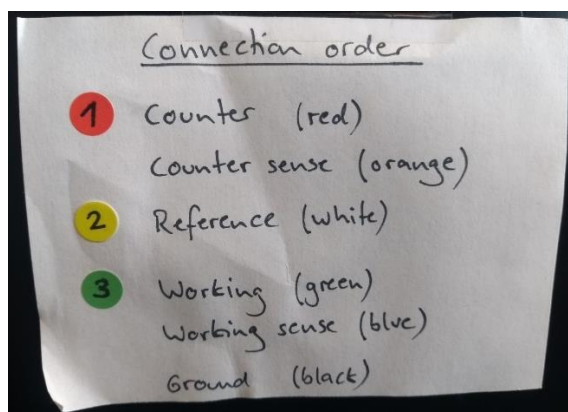 Connection order
1 Counter (red)
Counter sense (orange)
2 Reference (white)
3 Working (green)
Working sense (blue)
Ground (black)